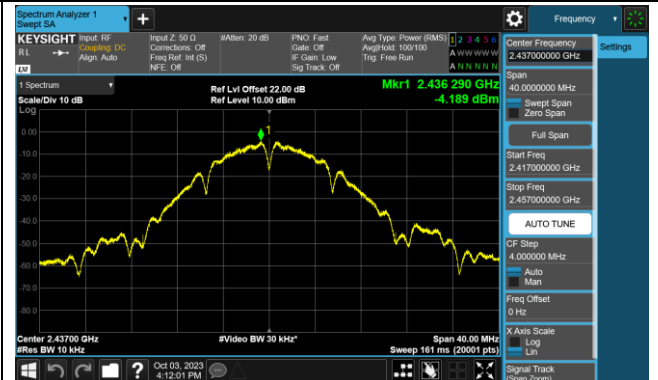 Spectrum Analyzer 1
Swept SA
+
Frequency
KEYSIGHT
RL
LXI
Input: RF
Coupling: DC
Align: Auto
Input Z: 50 Ω
Corrections: Off
Freq Ref: Int (S)
NFE: Off
#Atten: 20 dB
PNO: Fast
Gate: Off
IF Gain: Low
Sig Track: Off
Avg Type: Power (RMS)
Avg|Hold: 100/100
Trig: Free Run
1 2 3 4 5 6
A W W W W W
A N N N N N
1 Spectrum
Scale/Div 10 dB
Log
Ref Lvl Offset 22.00 dB
Ref Level 10.00 dBm
Mkr1 2.436 290 GHz
-4.189 dBm
1
0.00
-10.0
-20.0
-30.0
-40.0
-50.0
-60.0
-70.0
-80.0
Center 2.43700 GHz
#Res BW 10 kHz
#Video BW 30 kHz*
Span 40.00 MHz
Sweep 161 ms (20001 pts)
Center Frequency
2.437000000 GHz
Settings
Span
40.0000000 MHz
Swept Span
Zero Span
Full Span
Start Freq
2.417000000 GHz
Stop Freq
2.457000000 GHz
AUTO TUNE
CF Step
4.000000 MHz
Auto
Man
Freq Offset
0 Hz
X Axis Scale
Log
Lin
Signal Track
(Span Zoom)
?
Oct 03, 2023
4:12:01 PM